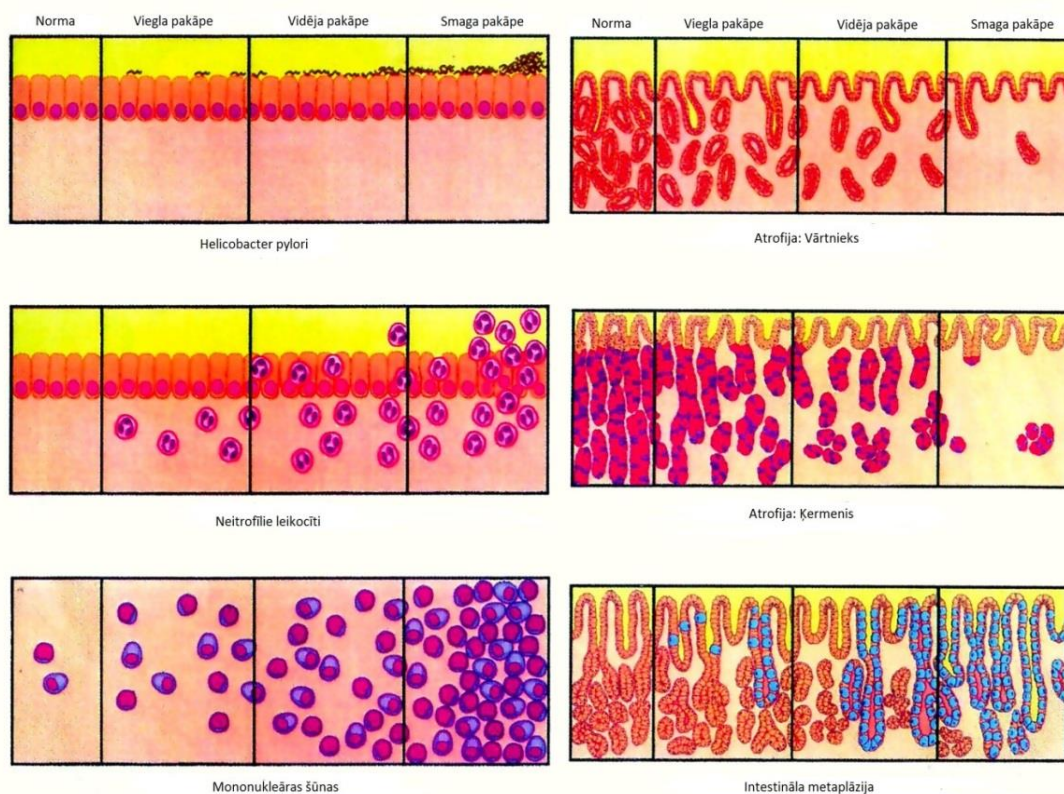 Norma Viegla pakāpe Vidēja pakāpe Smaga pakāpe
Norma Viegla pakāpe Vidēja pakāpe Smaga pakāpe
Helicobacter pylori
Atrofija: Vārtnieks
Neitrofīlie leikocīti
Atrofija: Ķermenis
Mononukleāras šūnas
Intestināla metaplāzija